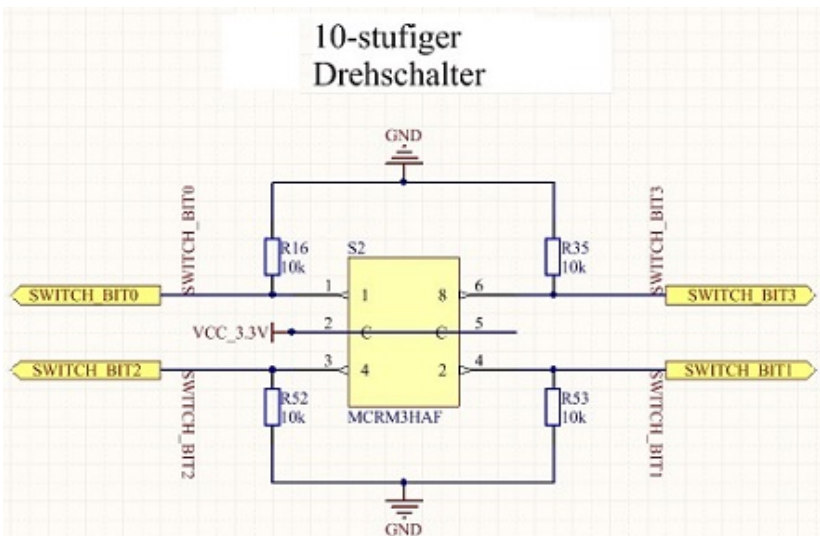 10-stufiger
Drehschalter
GND
SWITCH_BIT0
SWITCH_BIT3
R16
10k
S2
R35
10k
SWITCH_BIT0
1
1
8
6
SWITCH_BIT3
VCC_3.3V
2
C
C
5
SWITCH_BIT2
3
4
2
4
SWITCH_BIT1
R52
10k
MCRM3HAF
R53
10k
SWITCH_BIT2
SWITCH_BIT1
GND